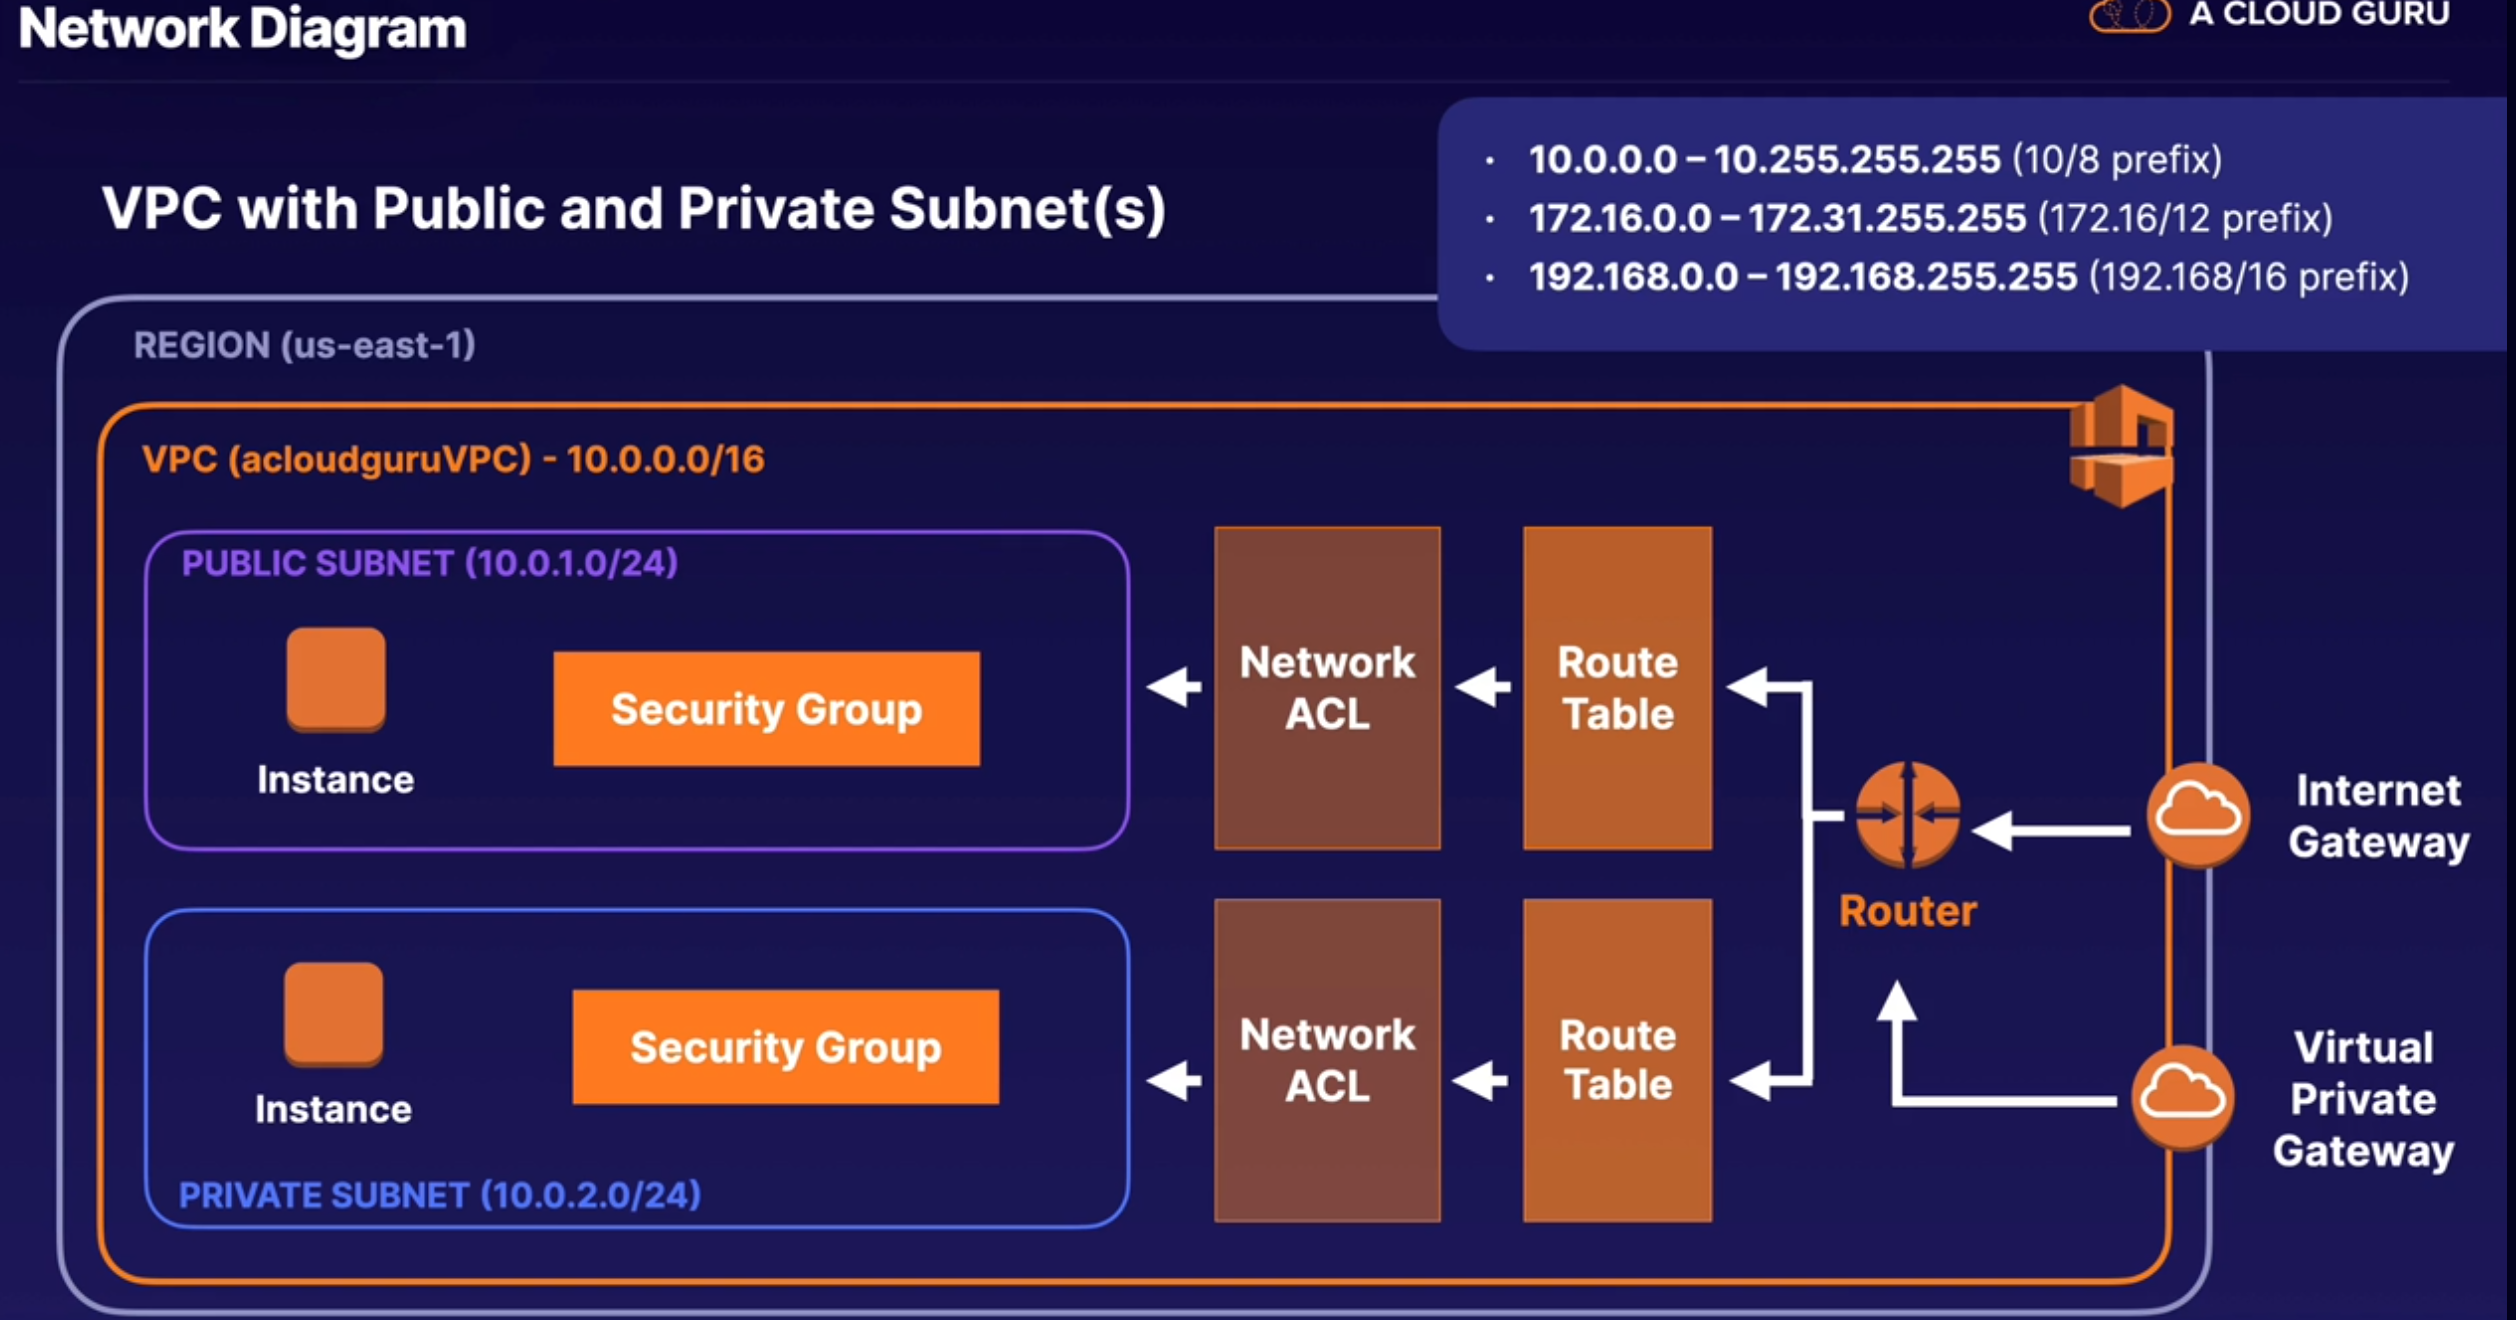 Network Diagram
A CLOUD GURU
VPC with Public and Private Subnet(s)
· 10.0.0.0 – 10.255.255.255 (10/8 prefix)
· 172.16.0.0 – 172.31.255.255 (172.16/12 prefix)
· 192.168.0.0 – 192.168.255.255 (192.168/16 prefix)
REGION (us-east-1)
VPC (acloudguruVPC) - 10.0.0.0/16
PUBLIC SUBNET (10.0.1.0/24)
Instance
Security Group
Network
ACL
Route
Table
Router
Internet
Gateway
Instance
Security Group
PRIVATE SUBNET (10.0.2.0/24)
Network
ACL
Route
Table
Virtual
Private
Gateway